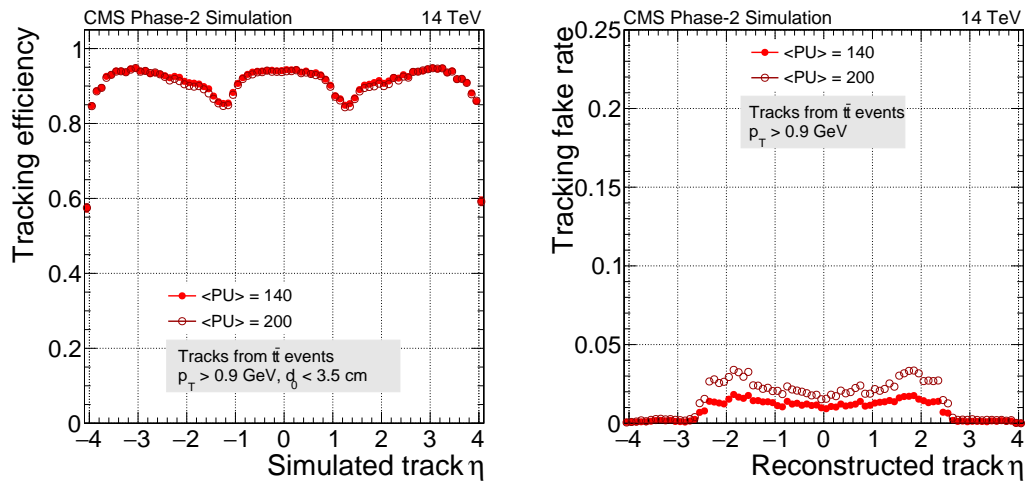 CMS Phase-2 Simulation 14 TeV
Tracking efficiency
1
0.8
0.6
0.4
0.2
0
<PU> = 140
<PU> = 200
Tracks from tt̄ events
p_T > 0.9 GeV, d_0 < 3.5 cm
−4 −3 −2 −1 0 1 2 3 4
Simulated track η
CMS Phase-2 Simulation 14 TeV
Tracking fake rate
0.25
0.2
0.15
0.1
0.05
0
<PU> = 140
<PU> = 200
Tracks from tt̄ events
p_T > 0.9 GeV
−4 −3 −2 −1 0 1 2 3 4
Reconstructed track η